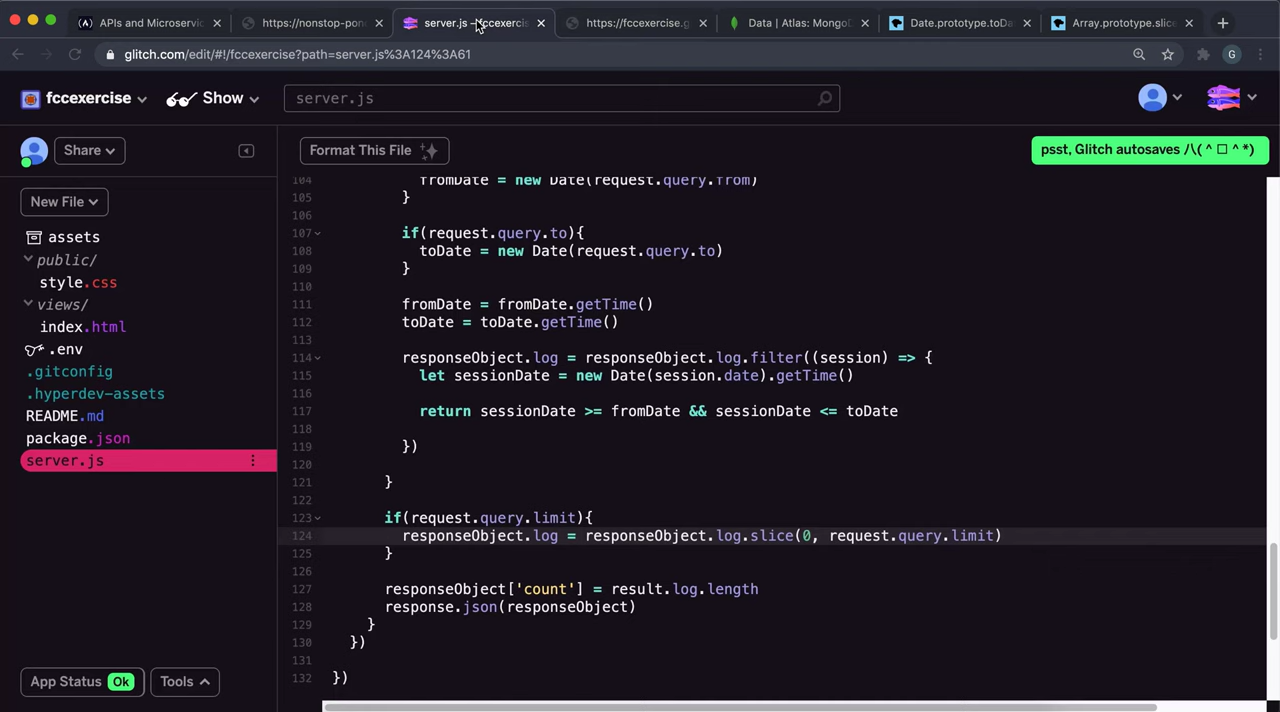 APIs and Microservic
https://nonstop-pon
server.js — fccexercis
https://fccexercise.g
Data | Atlas: MongoD
Date.prototype.toDa
Array.prototype.slice
glitch.com/edit/#!/fccexercise?path=server.js%3A124%3A61
G
fccexercise
Show
server.js
Share
Format This File
psst, Glitch autosaves /\( ^ □ ^ *)
New File
assets
public/
style.css
views/
index.html
.env
.gitconfig
.hyperdev-assets
README.md
package.json
server.js
App Status Ok
Tools
104 fromDate = new Date(request.query.from)
105 }
106
107 if(request.query.to){
108 toDate = new Date(request.query.to)
109 }
110
111 fromDate = fromDate.getTime()
112 toDate = toDate.getTime()
113
114 responseObject.log = responseObject.log.filter((session) => {
115 let sessionDate = new Date(session.date).getTime()
116
117 return sessionDate >= fromDate && sessionDate <= toDate
118
119 })
120
121 }
122
123 if(request.query.limit){
124 responseObject.log = responseObject.log.slice(0, request.query.limit)
125 }
126
127 responseObject['count'] = result.log.length
128 response.json(responseObject)
129 }
130 })
131
132 })